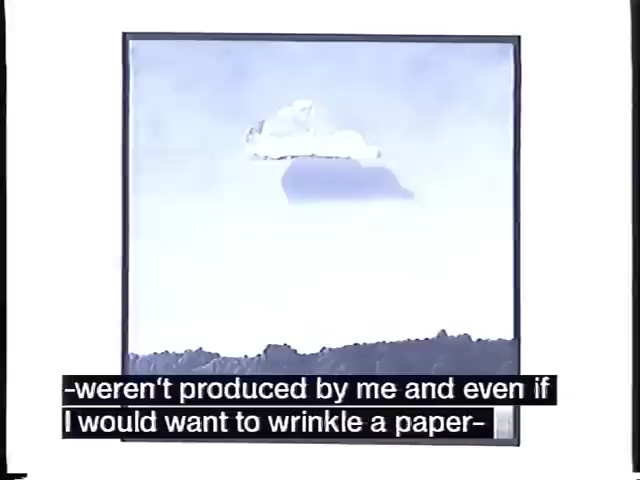 -weren't produced by me and even if
I would want to wrinkle a paper-